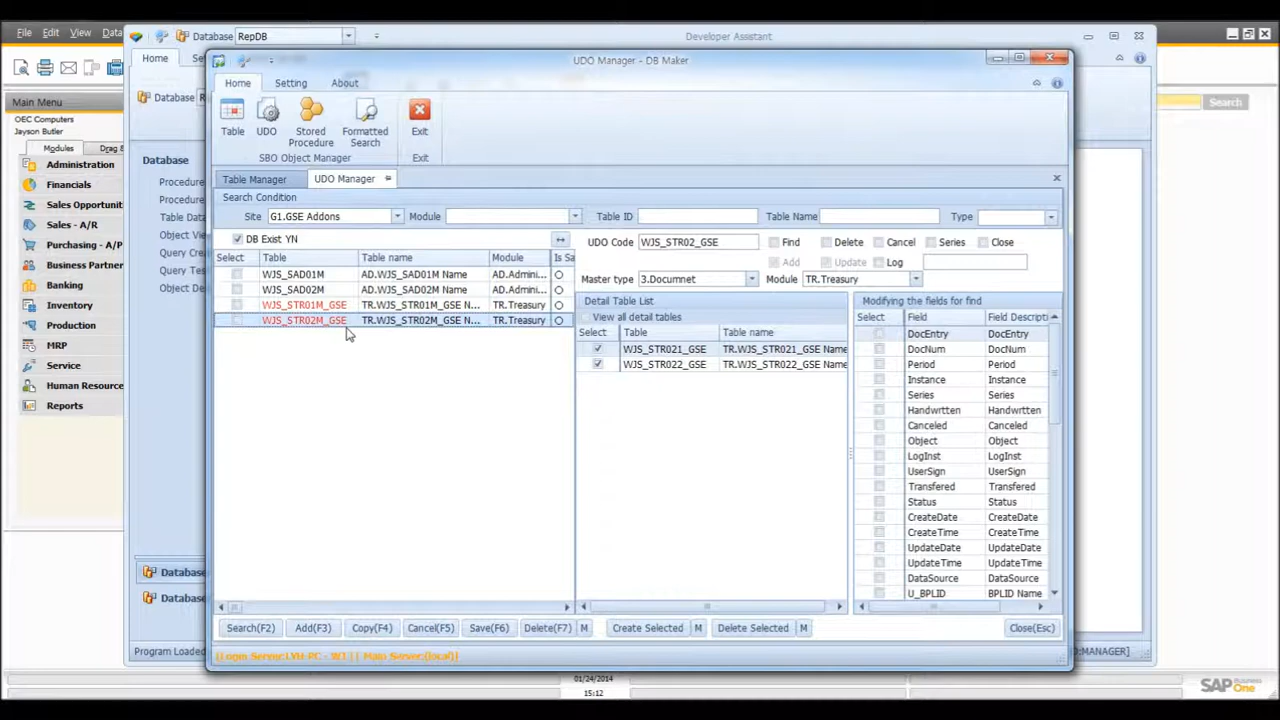 File Edit View Data
Database RepDB Developer Assistant
Home
UDO Manager - DB Maker
Home Setting About
Database
Main Menu
OEC Computers
Jayson Butler
Modules Drag &
Administration
Financials
Sales Opportunit
Sales - A/R
Purchasing - A/P
Business Partner
Banking
Inventory
Production
MRP
Service
Human Resource
Reports
Search
Database
Procedure
Procedure
Table Data
Object View
Query Crea
Query Test
Object De
Database
Database
Program Loaded
Table UDO Stored Procedure Formatted Search Exit
SBO Object Manager Exit
Table Manager UDO Manager
Search Condition
Site G1.GSE Addons Module Table ID Table Name Type
DB Exist YN
Select Table Table name Module Is Sa
WJS_SAD01M AD.WJS_SAD01M Name AD.Admini...
WJS_SAD02M AD.WJS_SAD02M Name AD.Admini...
WJS_STR01M_GSE TR.WJS_STR01M_GSE N... TR.Treasury
WJS_STR02M_GSE TR.WJS_STR02M_GSE N... TR.Treasury
UDO Code WJS_STR02_GSE Find Delete Cancel Series Close
Add Update Log
Master type 3.Documnet Module TR.Treasury
Detail Table List
View all detail tables
Select Table Table name
WJS_STR021_GSE TR.WJS_STR021_GSE Name
WJS_STR022_GSE TR.WJS_STR022_GSE Name
Modifying the fields for find
Select Field Field Descripti
DocEntry DocEntry
DocNum DocNum
Period Period
Instance Instance
Series Series
Handwrtten Handwrtten
Canceled Canceled
Object Object
LogInst LogInst
UserSign UserSign
Transfered Transfered
Status Status
CreateDate CreateDate
CreateTime CreateTime
UpdateDate UpdateDate
UpdateTime UpdateTime
DataSource DataSource
U_BPLID BPLID Name
Search(F2) Add(F3) Copy(F4) Cancel(F5) Save(F6) Delete(F7) M Create Selected M Delete Selected M Close(Esc)
[Login Server:LYH-PC - W1 || Main Server:(local)]
D:MANAGER]
01/24/2014
15:12
SAP Business One